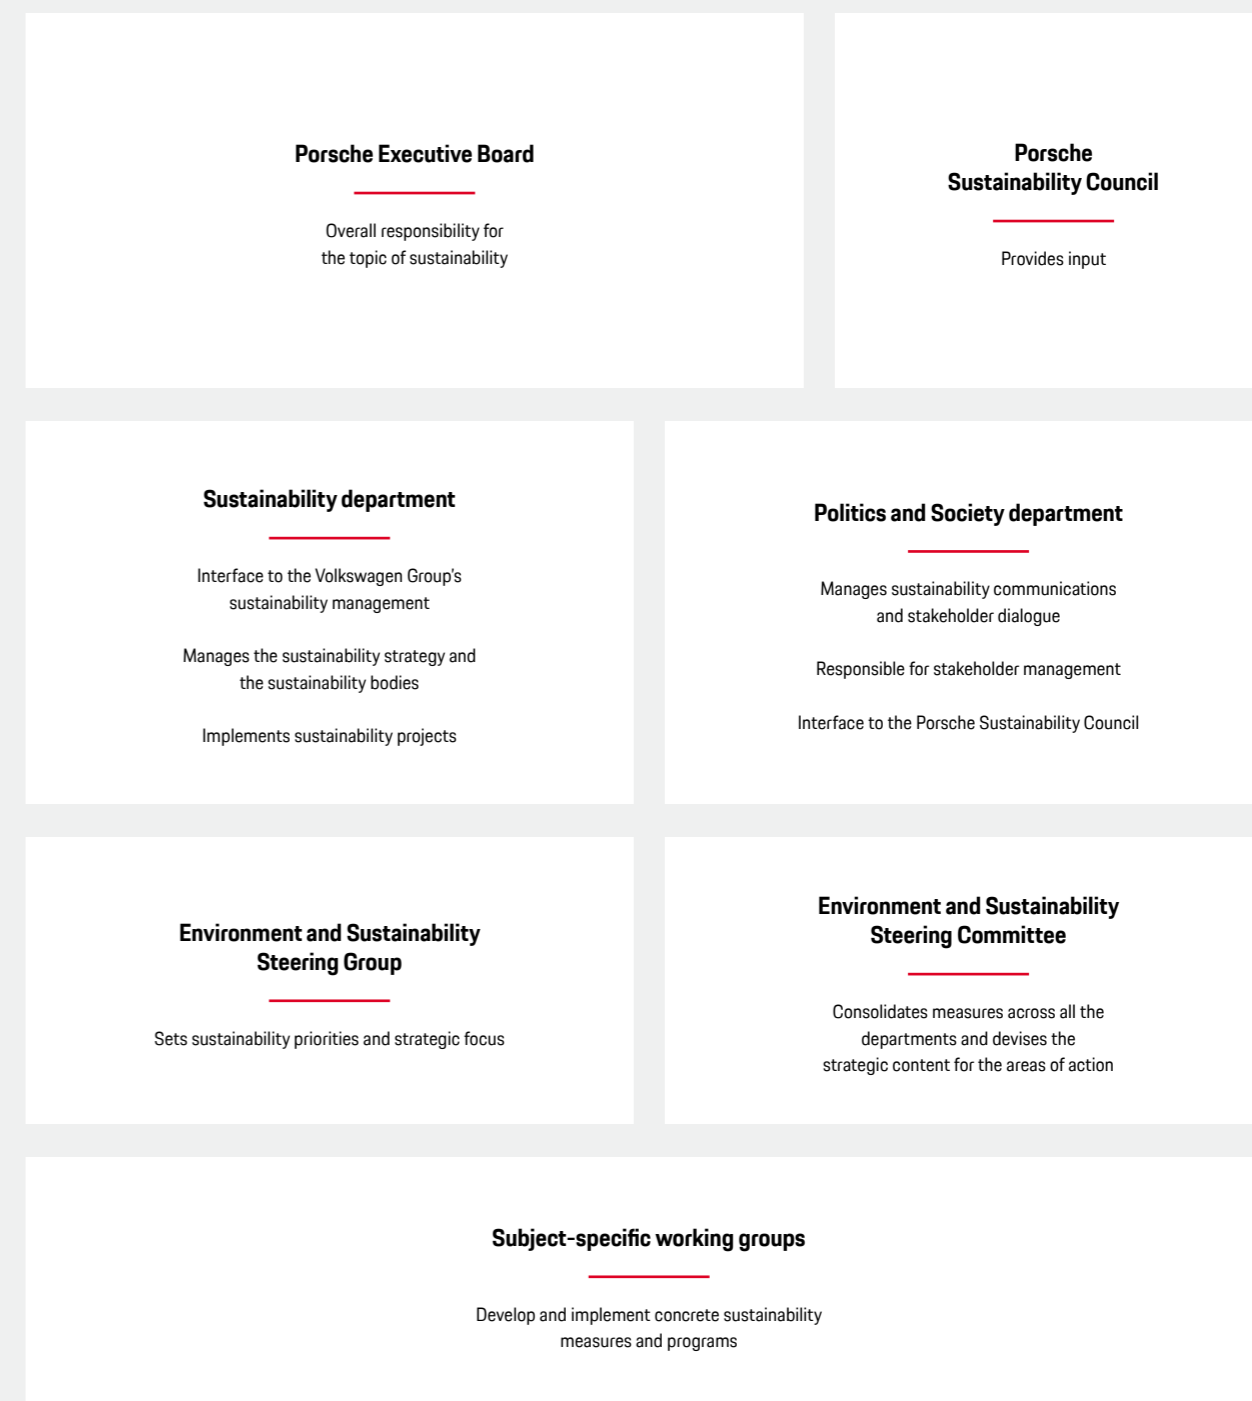 Porsche Executive Board
Overall responsibility for
the topic of sustainability
Porsche
Sustainability Council
Provides input
Sustainability department
Interface to the Volkswagen Group's
sustainability management
Manages the sustainability strategy and
the sustainability bodies
Implements sustainability projects
Politics and Society department
Manages sustainability communications
and stakeholder dialogue
Responsible for stakeholder management
Interface to the Porsche Sustainability Council
Environment and Sustainability
Steering Group
Sets sustainability priorities and strategic focus
Environment and Sustainability
Steering Committee
Consolidates measures across all the
departments and devises the
strategic content for the areas of action
Subject-specific working groups
Develop and implement concrete sustainability
measures and programs